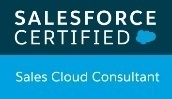 SALESFORCE
CERTIFIED
Sales Cloud Consultant